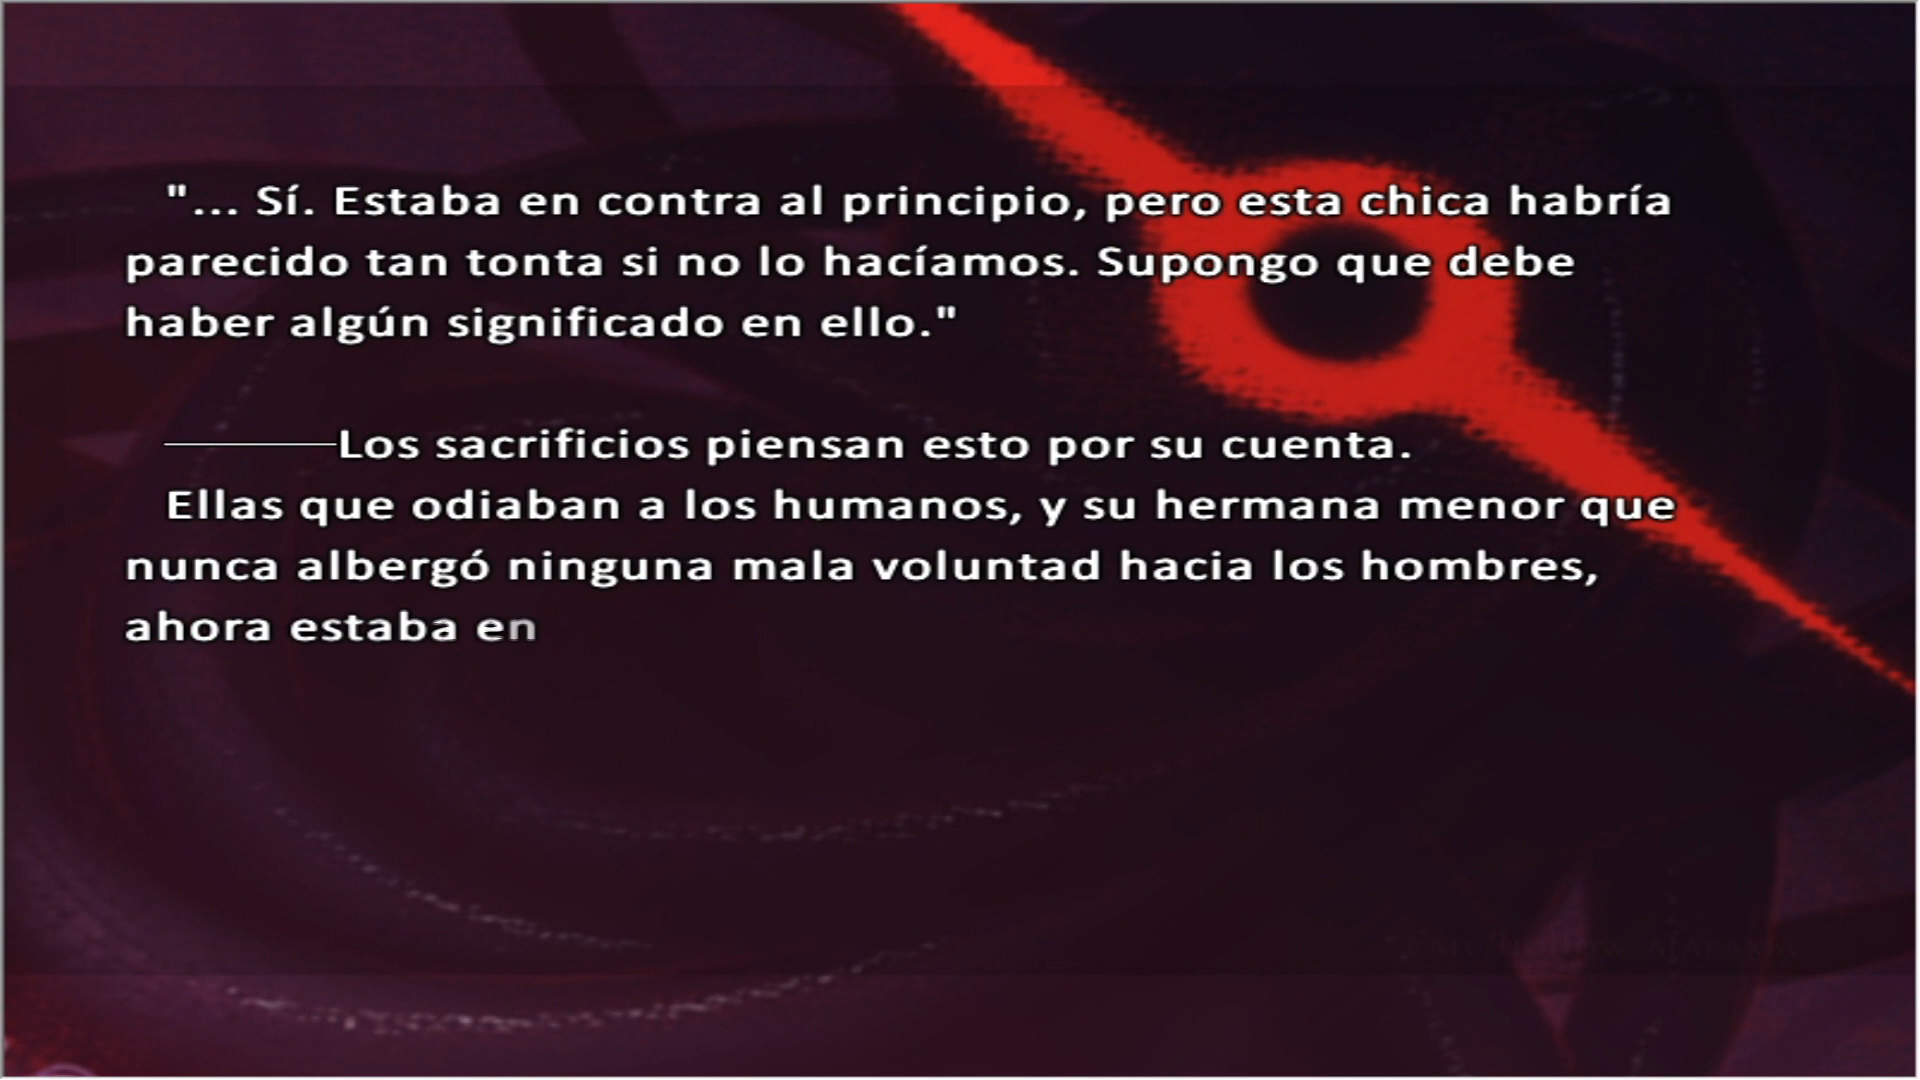 "... Sí. Estaba en contra al principio, pero esta chica habría
parecido tan tonta si no lo hacíamos. Supongo que debe
haber algún significado en ello."
————Los sacrificios piensan esto por su cuenta.
Ellas que odiaban a los humanos, y su hermana menor que
nunca albergó ninguna mala voluntad hacia los hombres,
ahora estaba en